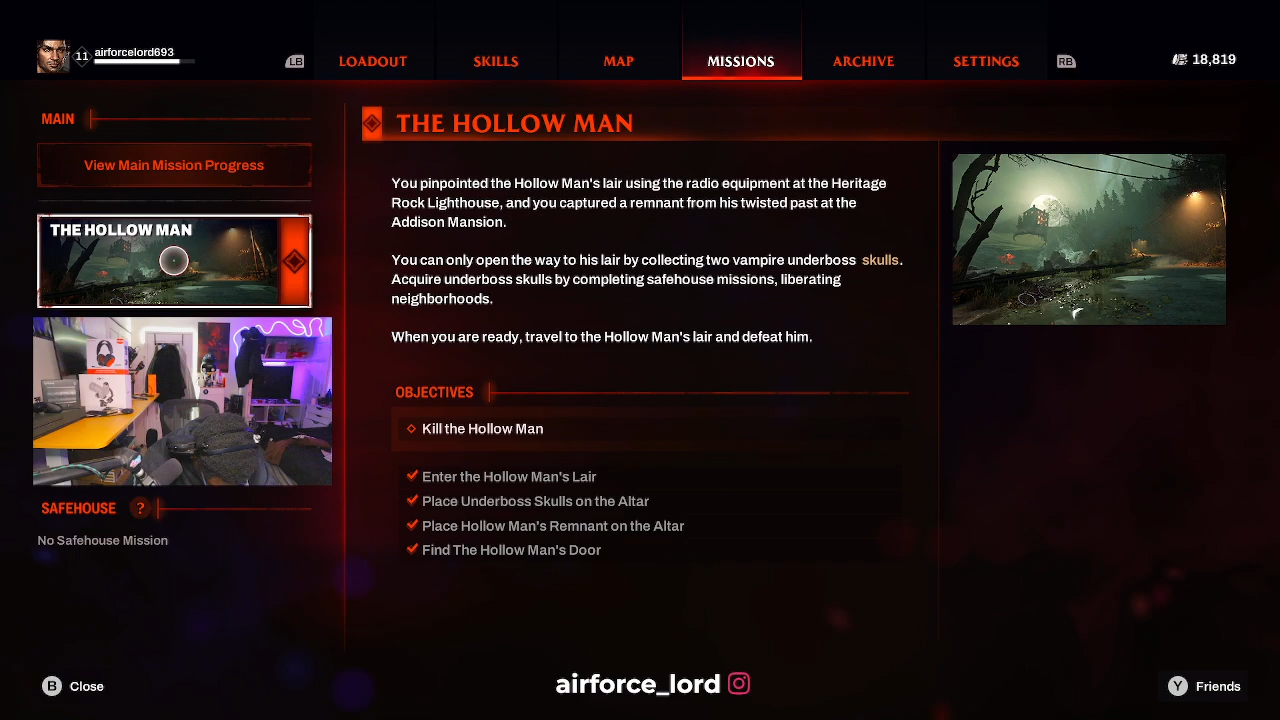 11
airforcelord693
LB
LOADOUT
SKILLS
MAP
MISSIONS
ARCHIVE
SETTINGS
RB
18,819
MAIN
View Main Mission Progress
THE HOLLOW MAN
SAFEHOUSE ?
No Safehouse Mission
THE HOLLOW MAN
You pinpointed the Hollow Man's lair using the radio equipment at the Heritage
Rock Lighthouse, and you captured a remnant from his twisted past at the
Addison Mansion.
You can only open the way to his lair by collecting two vampire underboss skulls.
Acquire underboss skulls by completing safehouse missions, liberating
neighborhoods.
When you are ready, travel to the Hollow Man's lair and defeat him.
OBJECTIVES
Kill the Hollow Man
Enter the Hollow Man's Lair
Place Underboss Skulls on the Altar
Place Hollow Man's Remnant on the Altar
Find The Hollow Man's Door
B Close
airforce_lord
Y Friends